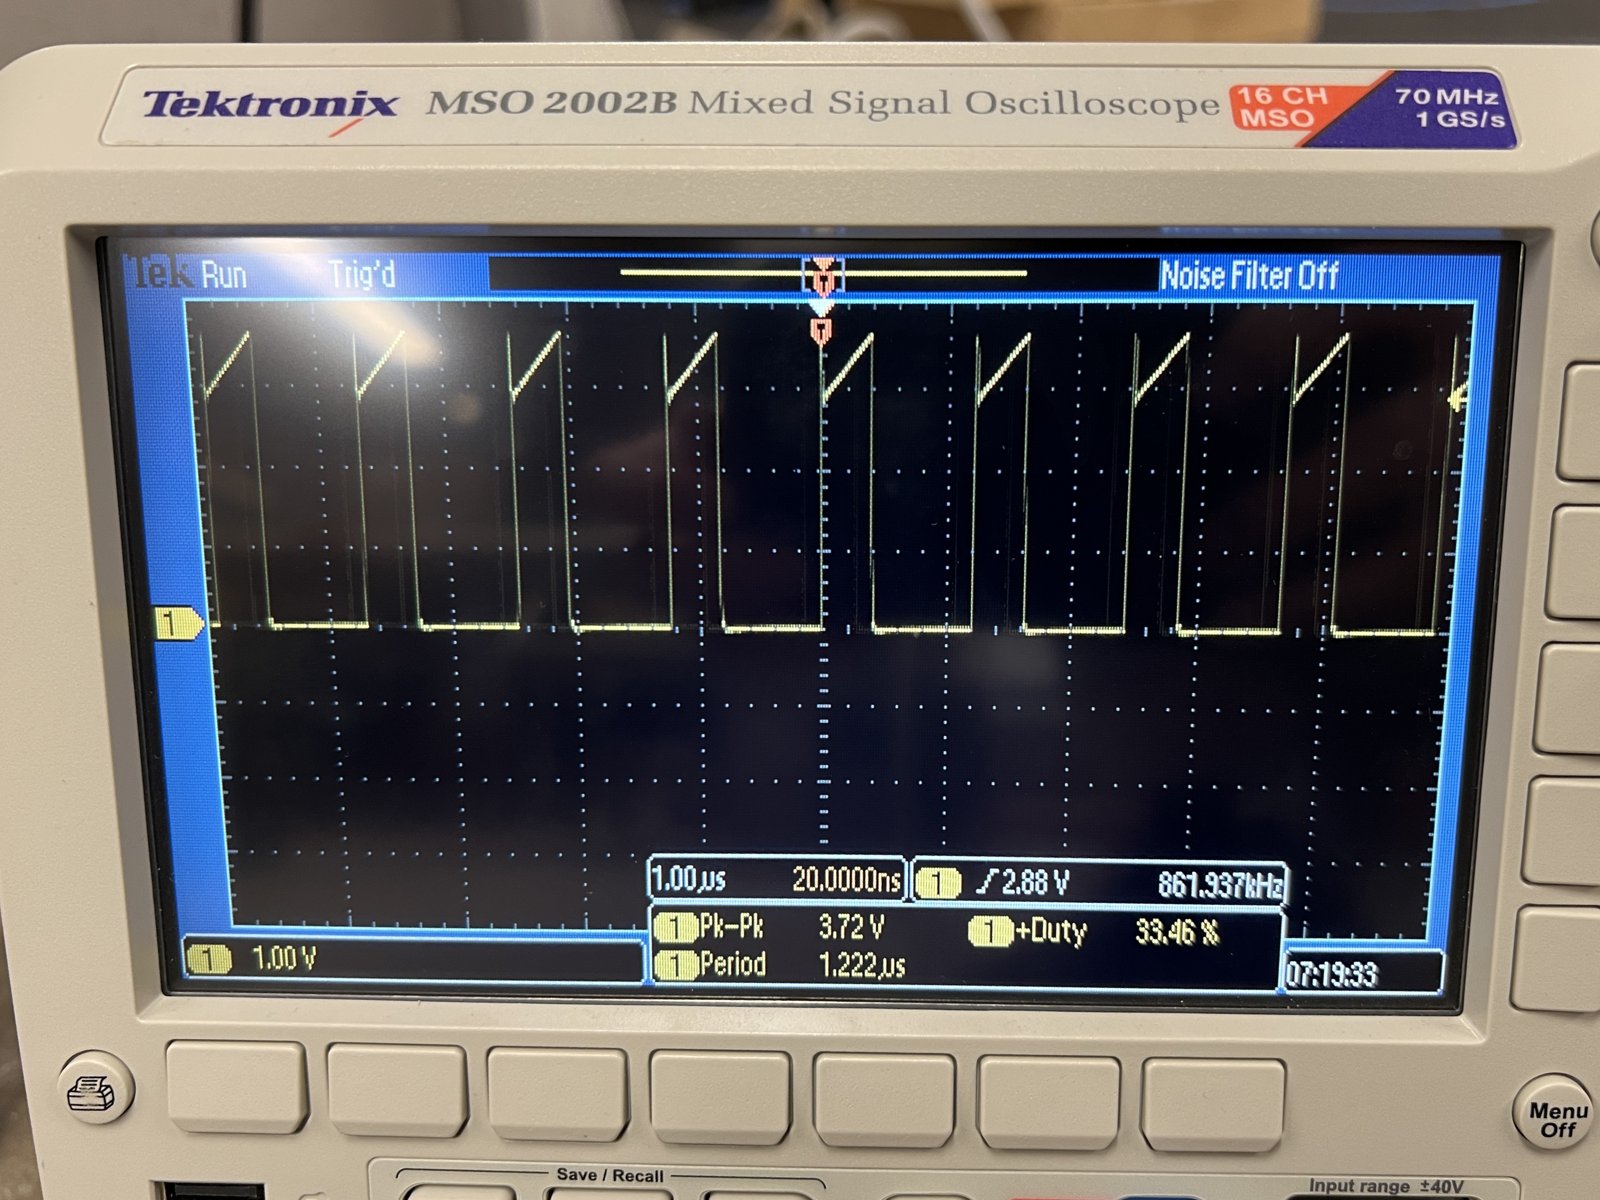 Tektronix MSO 2002B Mixed Signal Oscilloscope 16 CH MSO 70 MHz 1 GS/s
Tek Run Trig'd Noise Filter Off
T
T
1
1.00µs 20.0000ns 1 2.88 V 861.937kHz
1 Pk-Pk 3.72 V 1 +Duty 33.46 %
1 1.00 V 1 Period 1.222µs 07:19:33
Menu Off
Save / Recall
Input range ±40V